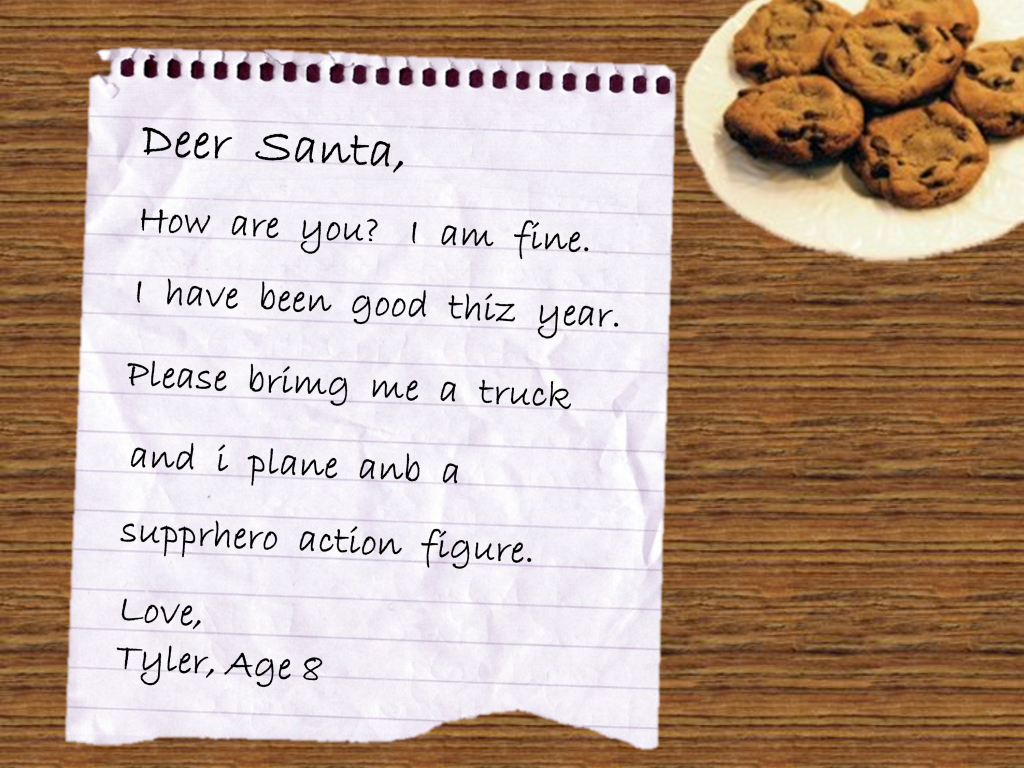 Deer Santa,
How are you? I am fine.
I have been good thiz year.
Please brimg me a truck
and i plane anb a
supprhero action figure.
Love,
Tyler, Age 8